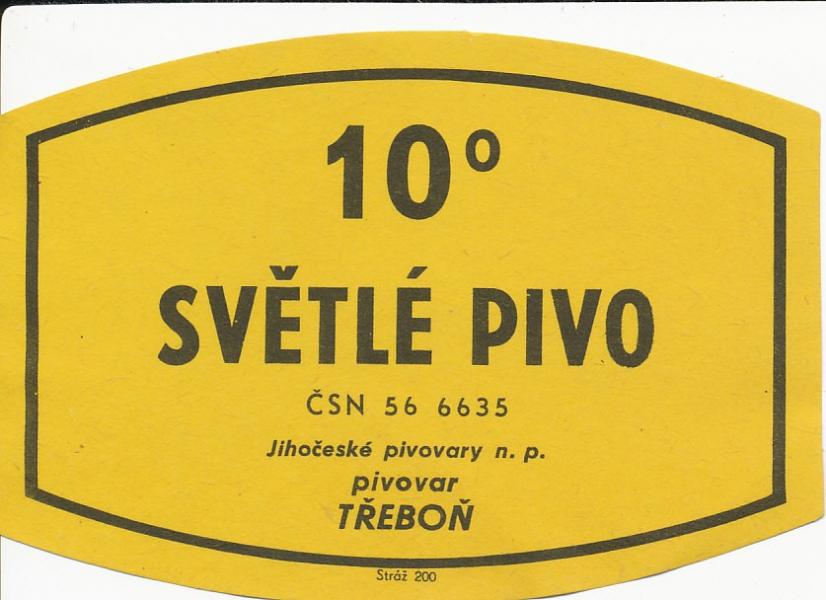 10°
SVĚTLÉ PIVO
ČSN 56 6635
Jihočeské pivovary n. p.
pivovar
TŘEBOŇ
Stráž 200